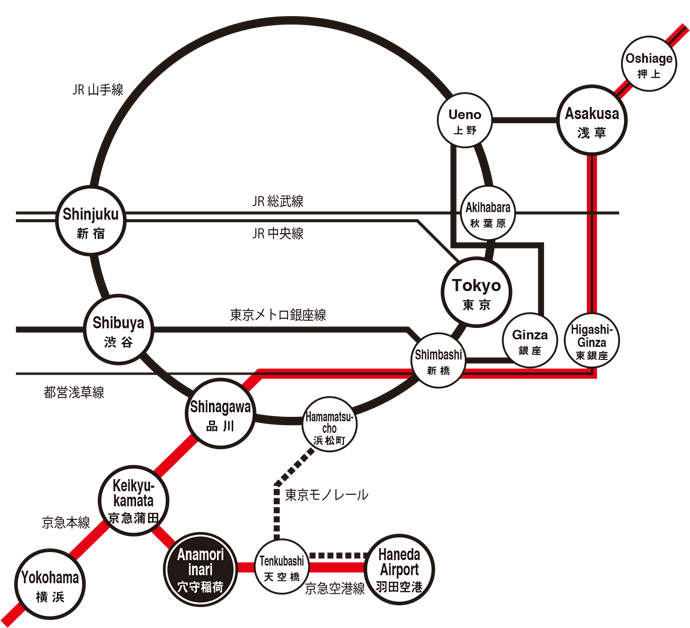 Oshiage
押上
Ueno
上野
Asakusa
浅草
JR 山手線
Shinjuku
新宿
JR 総武線
Akihabara
秋葉原
JR 中央線
Tokyo
東京
Shibuya
渋谷
東京メトロ銀座線
Shimbashi
新橋
Ginza
銀座
Higashi-
Ginza
東銀座
都営浅草線
Shinagawa
品川
Hamamatsu-
cho
浜松町
Keikyu-
kamata
京急蒲田
東京モノレール
京急本線
Anamori
inari
穴守稲荷
Tenkubashi
天空橋
Haneda
Airport
羽田空港
京急空港線
Yokohama
横浜